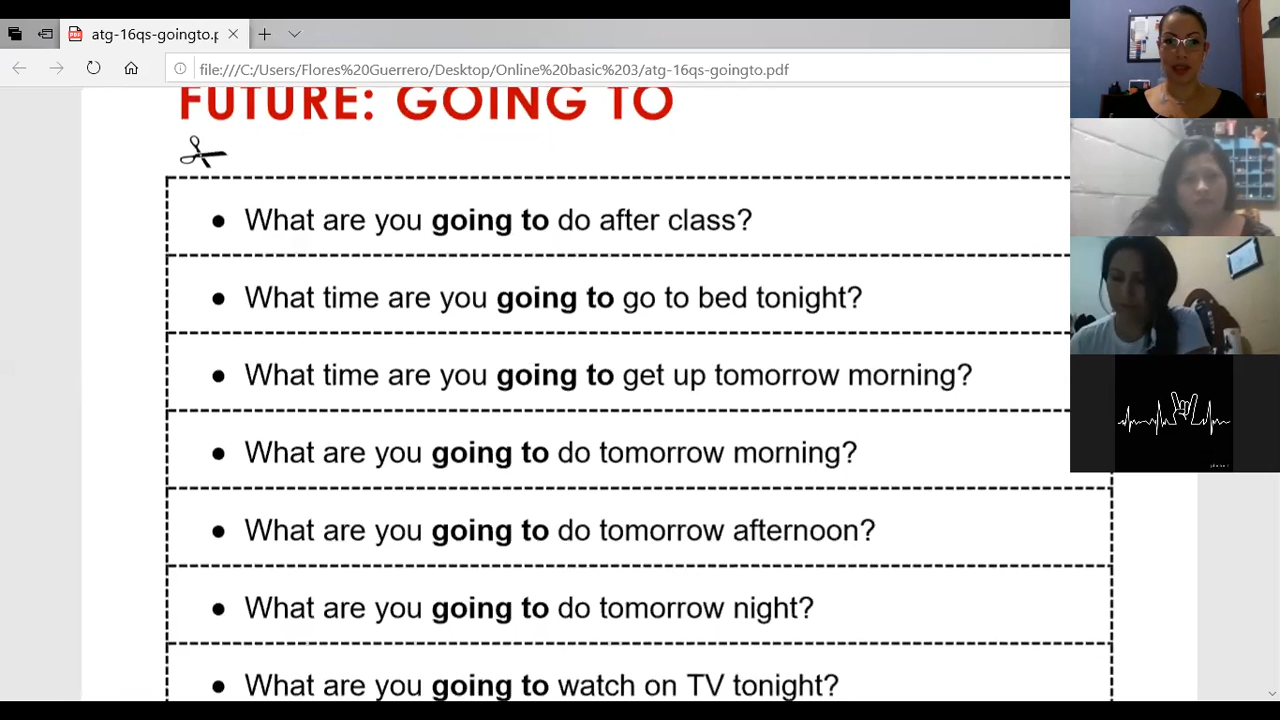 atg-16qs-goingto.p
file:///C:/Users/Flores%20Guerrero/Desktop/Online%20basic%203/atg-16qs-goingto.pdf
FUTURE: GOING TO
• What are you going to do after class?
• What time are you going to go to bed tonight?
• What time are you going to get up tomorrow morning?
• What are you going to do tomorrow morning?
• What are you going to do tomorrow afternoon?
• What are you going to do tomorrow night?
• What are you going to watch on TV tonight?